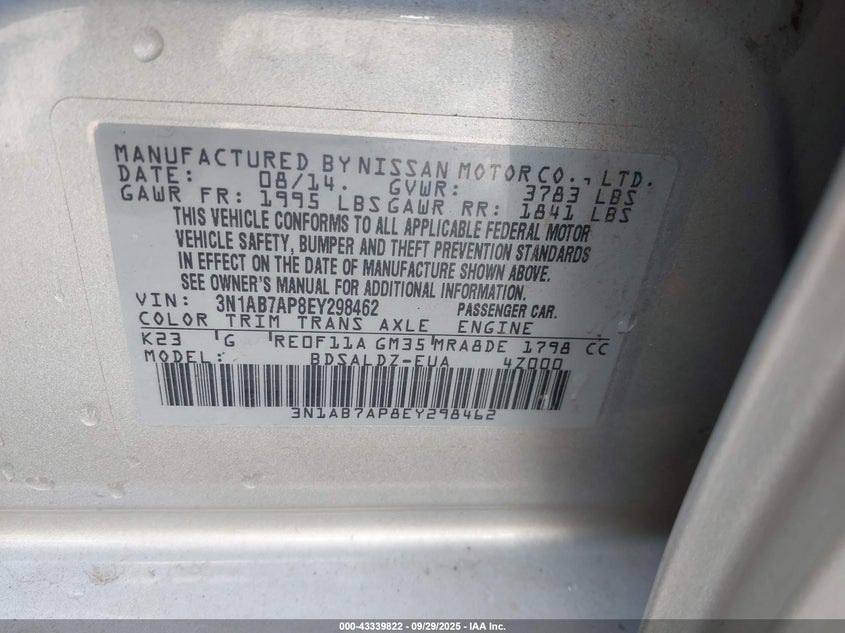 MANUFACTURED BY NISSAN MOTOR CO., LTD.
DATE: 08/14. GVWR: 3783 LBS
GAWR FR: 1995 LBS GAWR RR: 1841 LBS
THIS VEHICLE CONFORMS TO ALL APPLICABLE FEDERAL MOTOR
VEHICLE SAFETY, BUMPER AND THEFT PREVENTION STANDARDS
IN EFFECT ON THE DATE OF MANUFACTURE SHOWN ABOVE.
SEE OWNER'S MANUAL FOR ADDITIONAL INFORMATION.
VIN: 3N1AB7AP8EY298462 PASSENGER CAR.
COLOR TRIM TRANS AXLE ENGINE
K23 G RE0F11A GM35 MRA8DE 1798 CC
MODEL: BDSALDZ-EUA 4Z000
3N1AB7AP8EY298462
000-43339822 - 09/29/2025 - IAA Inc.